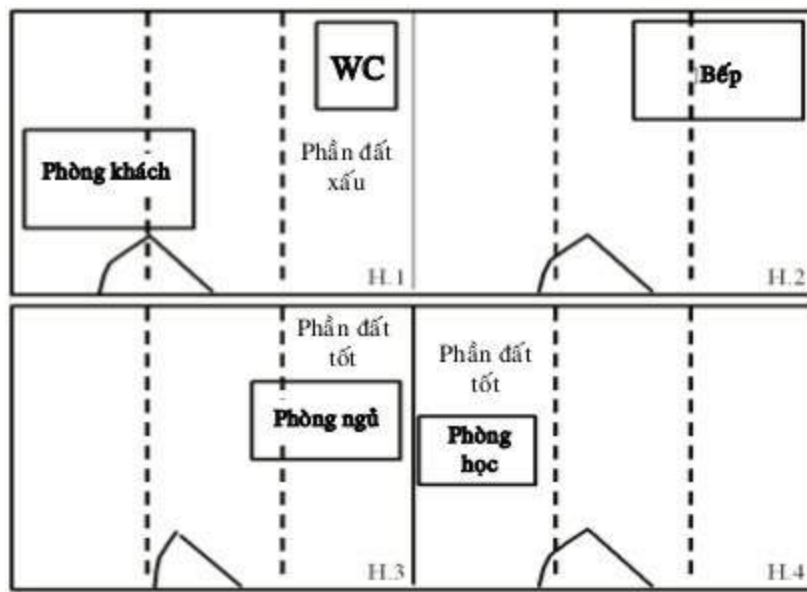 WC
Phần đất
xấu
Phòng khách
H.1
Bếp
H.2
Phần đất
tốt
Phòng ngủ
H.3
Phần đất
tốt
Phòng
học
H.4